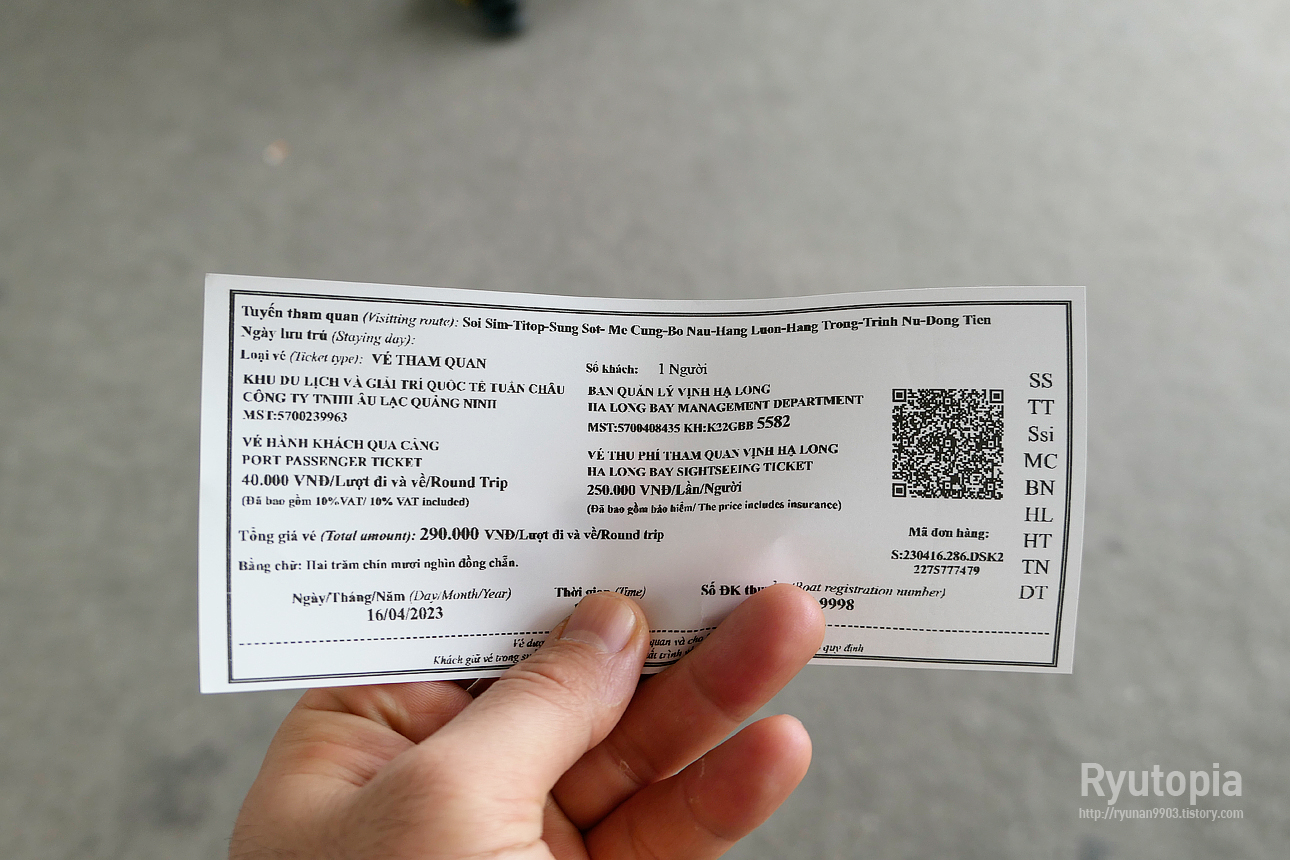 Tuyến tham quan (Visitting route): Soi Sim-Titop-Sung Sot- Me Cung-Bo Nau-Hang Luon-Hang Trong-Trinh Nu-Dong Tien
Ngày lưu trú (Staying day):
Loại vé (Ticket type): VÉ THAM QUAN
Số khách: 1 Người
KHU DU LỊCH VÀ GIẢI TRÍ QUỐC TẾ TUẦN CHÂU
CÔNG TY TNHH ÂU LẠC QUẢNG NINH
MST:5700239963
VÉ HÀNH KHÁCH QUA CẢNG
PORT PASSENGER TICKET
40.000 VNĐ/Lượt đi và về/Round Trip
(Đã bao gồm 10%VAT/ 10% VAT included)
BAN QUẢN LÝ VỊNH HẠ LONG
HA LONG BAY MANAGEMENT DEPARTMENT
MST:5700408435 KH:K22GBB 5582
VÉ THU PHÍ THAM QUAN VỊNH HẠ LONG
HA LONG BAY SIGHTSEEING TICKET
250.000 VNĐ/Lần/Người
(Đã bao gồm bảo hiểm/ The price includes insurance)
Tổng giá vé (Total amount): 290.000 VNĐ/Lượt đi và về/Round trip
Bằng chữ: Hai trăm chín mươi nghìn đồng chẵn.
Mã đơn hàng:
S:230416.286.DSK2
2275777479
SS
TT
Ssi
MC
BN
HL
HT
TN
DT
Ngày/Tháng/Năm (Day/Month/Year)
16/04/2023
Thời gian (Time)
Số ĐK (Boat registration number)
9998
Vé quan và
Khách giữ vé trong quy định
Ryutopia
http://ryunan9903.tistory.com